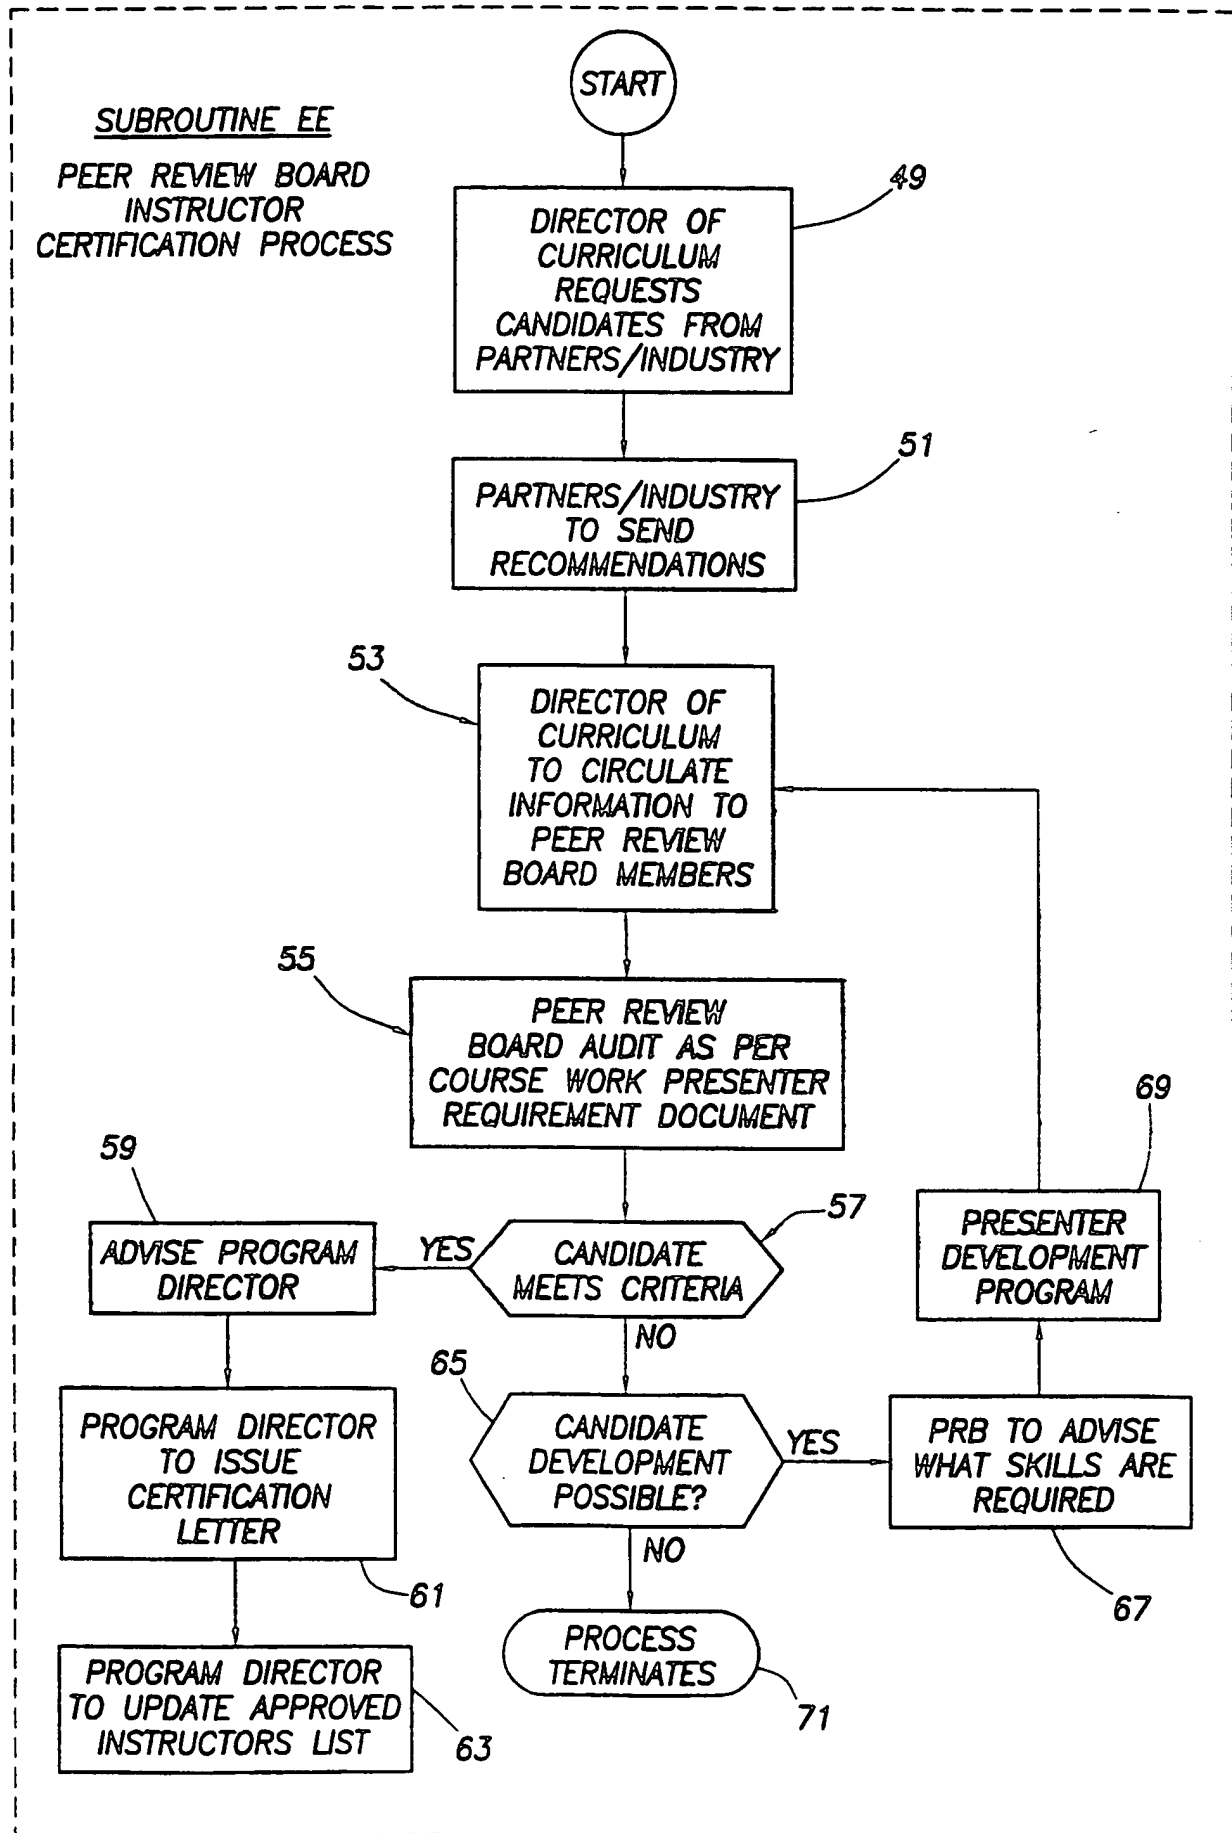 START
SUBROUTINE EE
PEER REVIEW BOARD
INSTRUCTOR
CERTIFICATION PROCESS
49
DIRECTOR OF
CURRICULUM
REQUESTS
CANDIDATES FROM
PARTNERS/INDUSTRY
51
PARTNERS/INDUSTRY
TO SEND
RECOMMENDATIONS
53
DIRECTOR OF
CURRICULUM
TO CIRCULATE
INFORMATION TO
PEER REVIEW
BOARD MEMBERS
55
PEER REVIEW
BOARD AUDIT AS PER
COURSE WORK PRESENTER
REQUIREMENT DOCUMENT
57
CANDIDATE
MEETS CRITERIA
YES
59
ADVISE PROGRAM
DIRECTOR
PROGRAM DIRECTOR
TO ISSUE
CERTIFICATION
LETTER
61
PROGRAM DIRECTOR
TO UPDATE APPROVED
INSTRUCTORS LIST
63
NO
65
CANDIDATE
DEVELOPMENT
POSSIBLE?
YES
PRB TO ADVISE
WHAT SKILLS ARE
REQUIRED
67
69
PRESENTER
DEVELOPMENT
PROGRAM
NO
PROCESS
TERMINATES
71